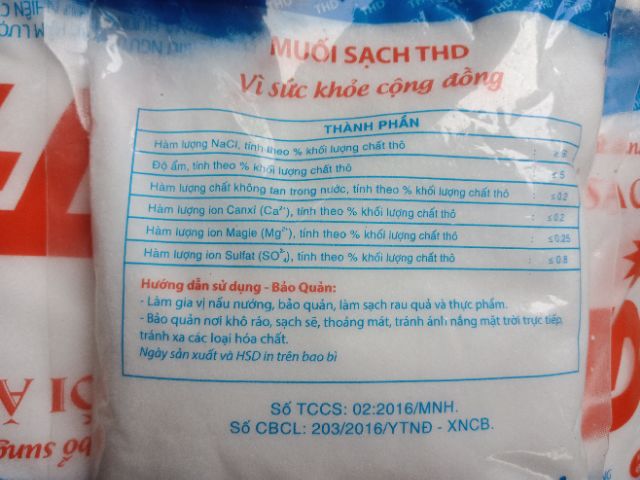 MUỐI SẠCH THD
Vì sức khỏe cộng đồng
THÀNH PHẦN
Hàm lượng NaCl, tính theo % khối lượng chất thô :
Độ ẩm, tính theo % khối lượng chất thô : ≤ 5
Hàm lượng chất không tan trong nước, tính theo % khối lượng chất thô : ≤ 0.2
Hàm lượng ion Canxi (Ca²⁺), tính theo % khối lượng chất thô : ≤ 0.2
Hàm lượng ion Magie (Mg²⁺), tính theo % khối lượng chất thô : ≤ 0.25
Hàm lượng ion Sulfat (SO²⁻₄), tính theo % khối lượng chất thô : ≤ 0.8
Hướng dẫn sử dụng - Bảo Quản:
- Làm gia vị nấu nướng, bảo quản, làm sạch rau quả và thực phẩm.
- Bảo quản nơi khô ráo, sạch sẽ, thoáng mát, tránh ánh nắng mặt trời trực tiếp,
tránh xa các loại hóa chất.
Ngày sản xuất và HSD in trên bao bì
Số TCCS: 02:2016/MNH.
Số CBCL: 203/2016/YTNĐ - XNCB.